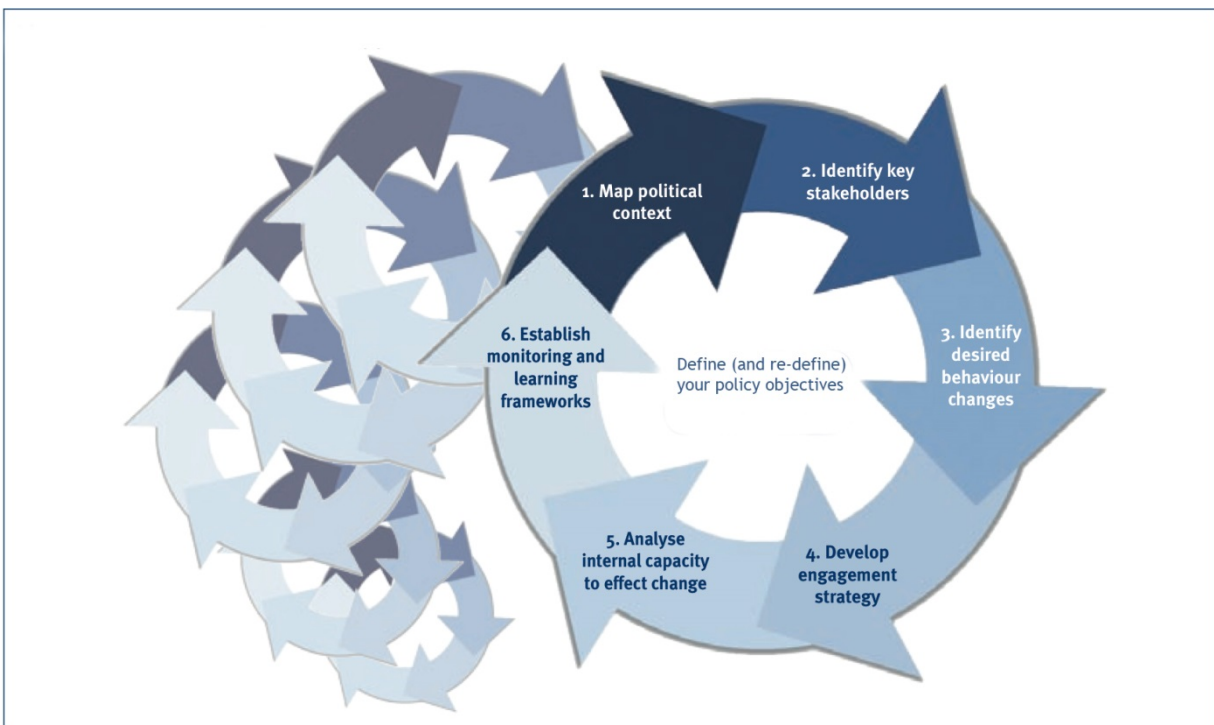 1. Map political
context
2. Identify key
stakeholders
3. Identify
desired
behaviour
changes
4. Develop
engagement
strategy
5. Analyse
internal capacity
to effect change
6. Establish
monitoring and
learning
frameworks
Define (and re-define)
your policy objectives